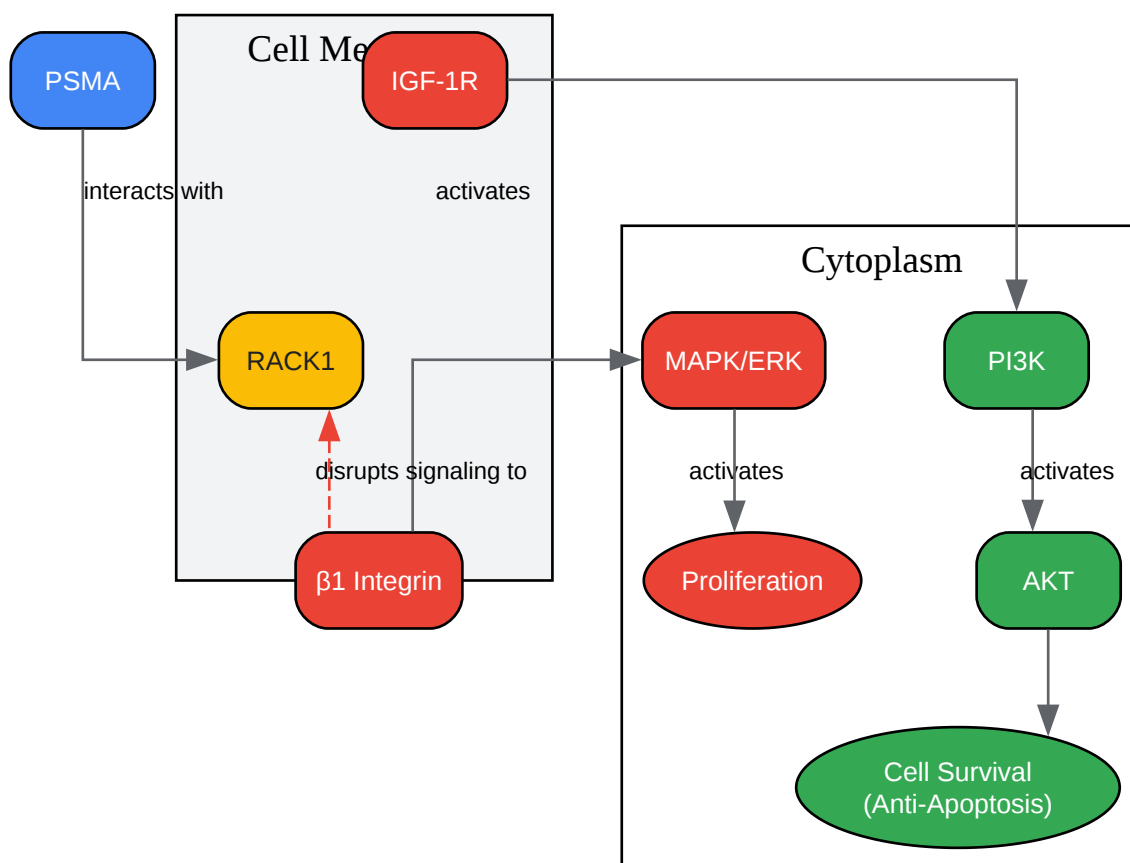 Cell Me
PSMA
IGF-1R
interacts with
activates
Cytoplasm
RACK1
MAPK/ERK
PI3K
disrupts signaling to
activates
activates
β1 Integrin
Proliferation
AKT
Cell Survival
(Anti-Apoptosis)